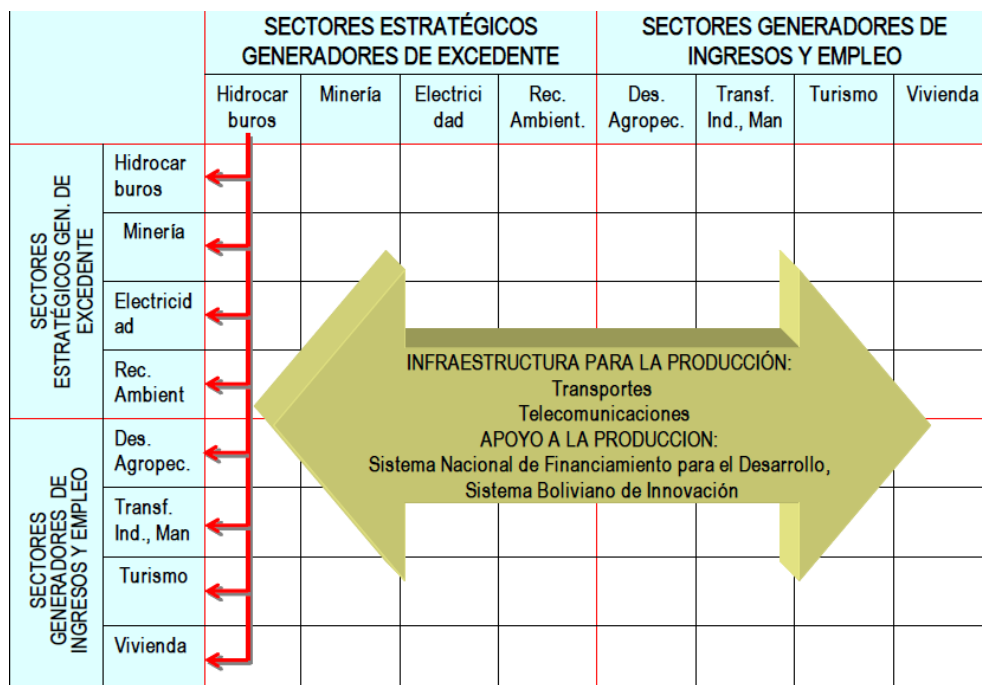 SECTORES ESTRATÉGICOS
GENERADORES DE EXCEDENTE
SECTORES GENERADORES DE
INGRESOS Y EMPLEO
Hidrocar
buros
Minería
Electrici
dad
Rec.
Ambient.
Des.
Agropec.
Transf.
Ind., Man
Turismo
Vivienda
SECTORES
ESTRATÉGICOS GEN. DE
EXCEDENTE
Hidrocar
buros
Minería
Electricid
ad
Rec.
Ambient
SECTORES
GENERADORES DE
INGRESOS Y EMPLEO
Des.
Agropec.
Transf.
Ind., Man
Turismo
Vivienda
INFRAESTRUCTURA PARA LA PRODUCCIÓN:
Transportes
Telecomunicaciones
APOYO A LA PRODUCCION:
Sistema Nacional de Financiamiento para el Desarrollo,
Sistema Boliviano de Innovación